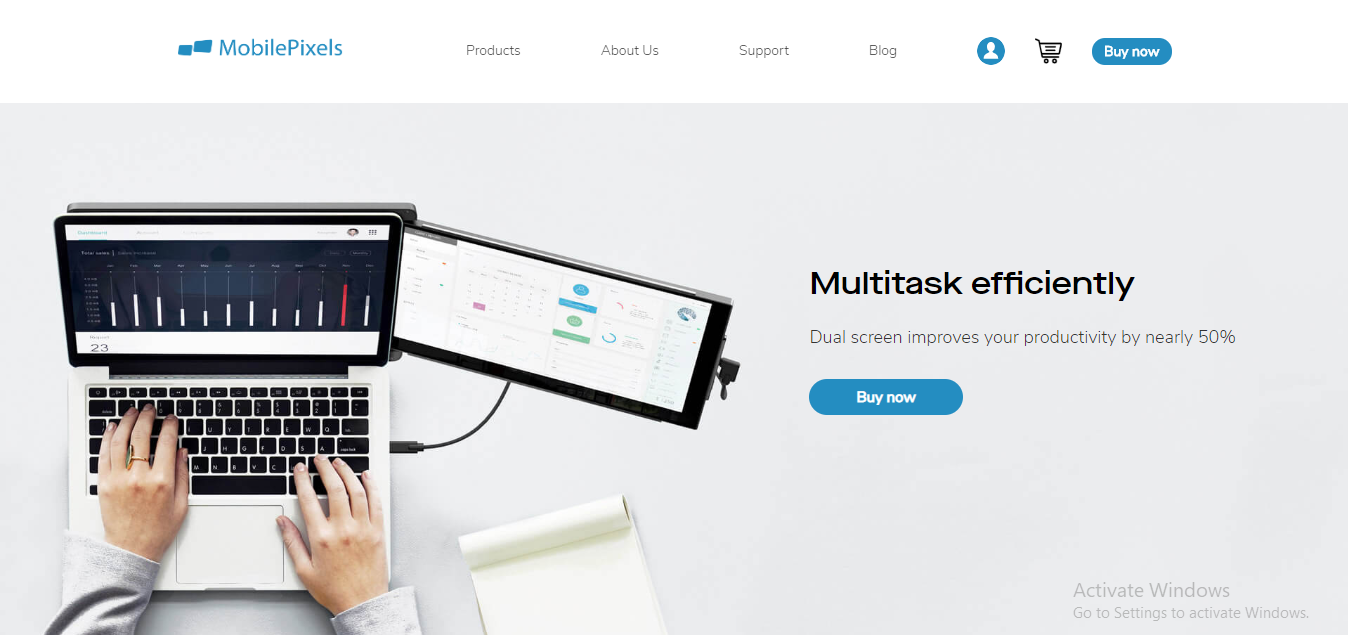 MobilePixels
Products
About Us
Support
Blog
Buy now
Multitask efficiently
Dual screen improves your productivity by nearly 50%
Buy now
23
Activate Windows
Go to Settings to activate Windows.